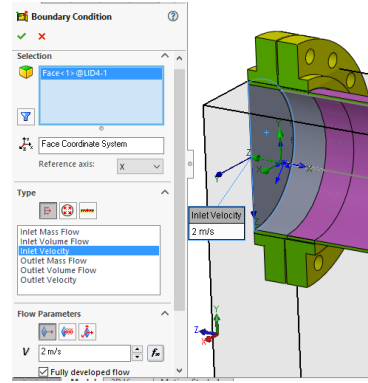 Boundary Condition
Selection
Face<1>@LID4-1
Face Coordinate System
Reference axis:
X
Type
Inlet Mass Flow
Inlet Volume Flow
Inlet Velocity
Outlet Mass Flow
Outlet Volume Flow
Outlet Velocity
Flow Parameters
V
2 m/s
fx
Fully developed flow
Inlet Velocity
2 m/s
Y
X
X
Z
Y
Z
X